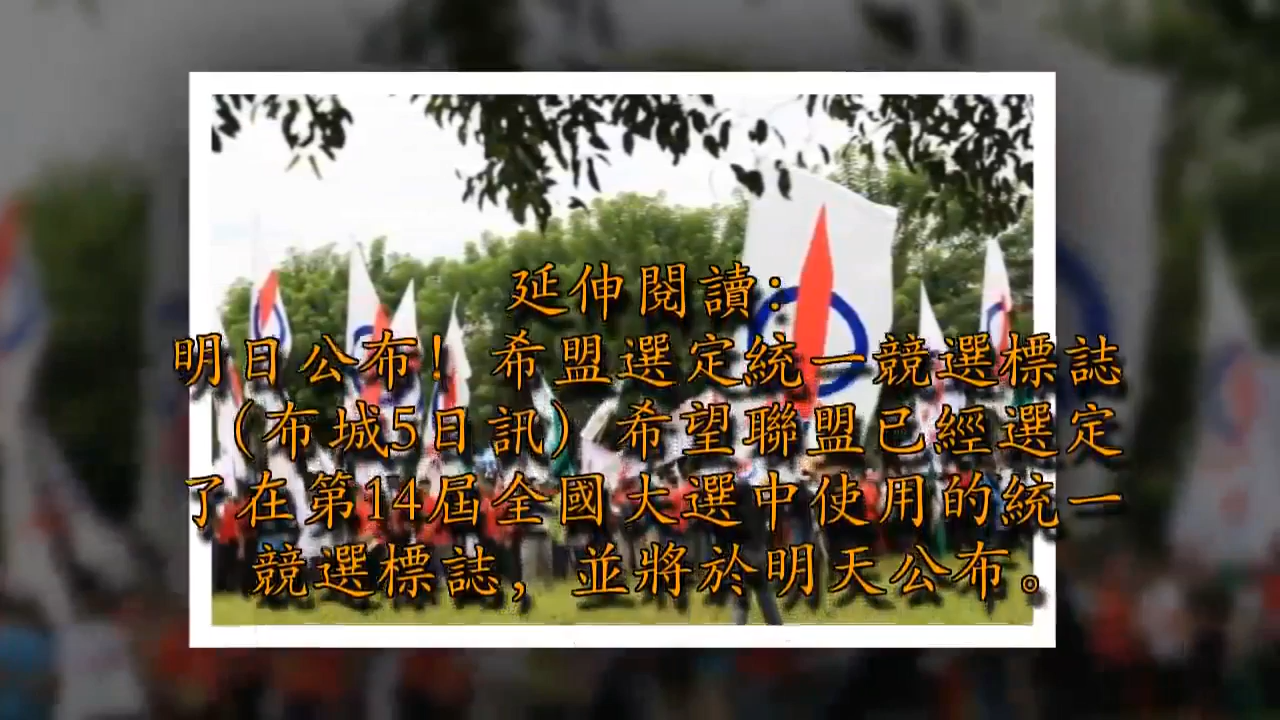 延伸閱讀:
明日公布! 希盟選定統一競選標誌
(布城5日訊) 希望聯盟已經選定
了在第14屆全國大選中使用的統一
競選標誌, 並將於明天公布。